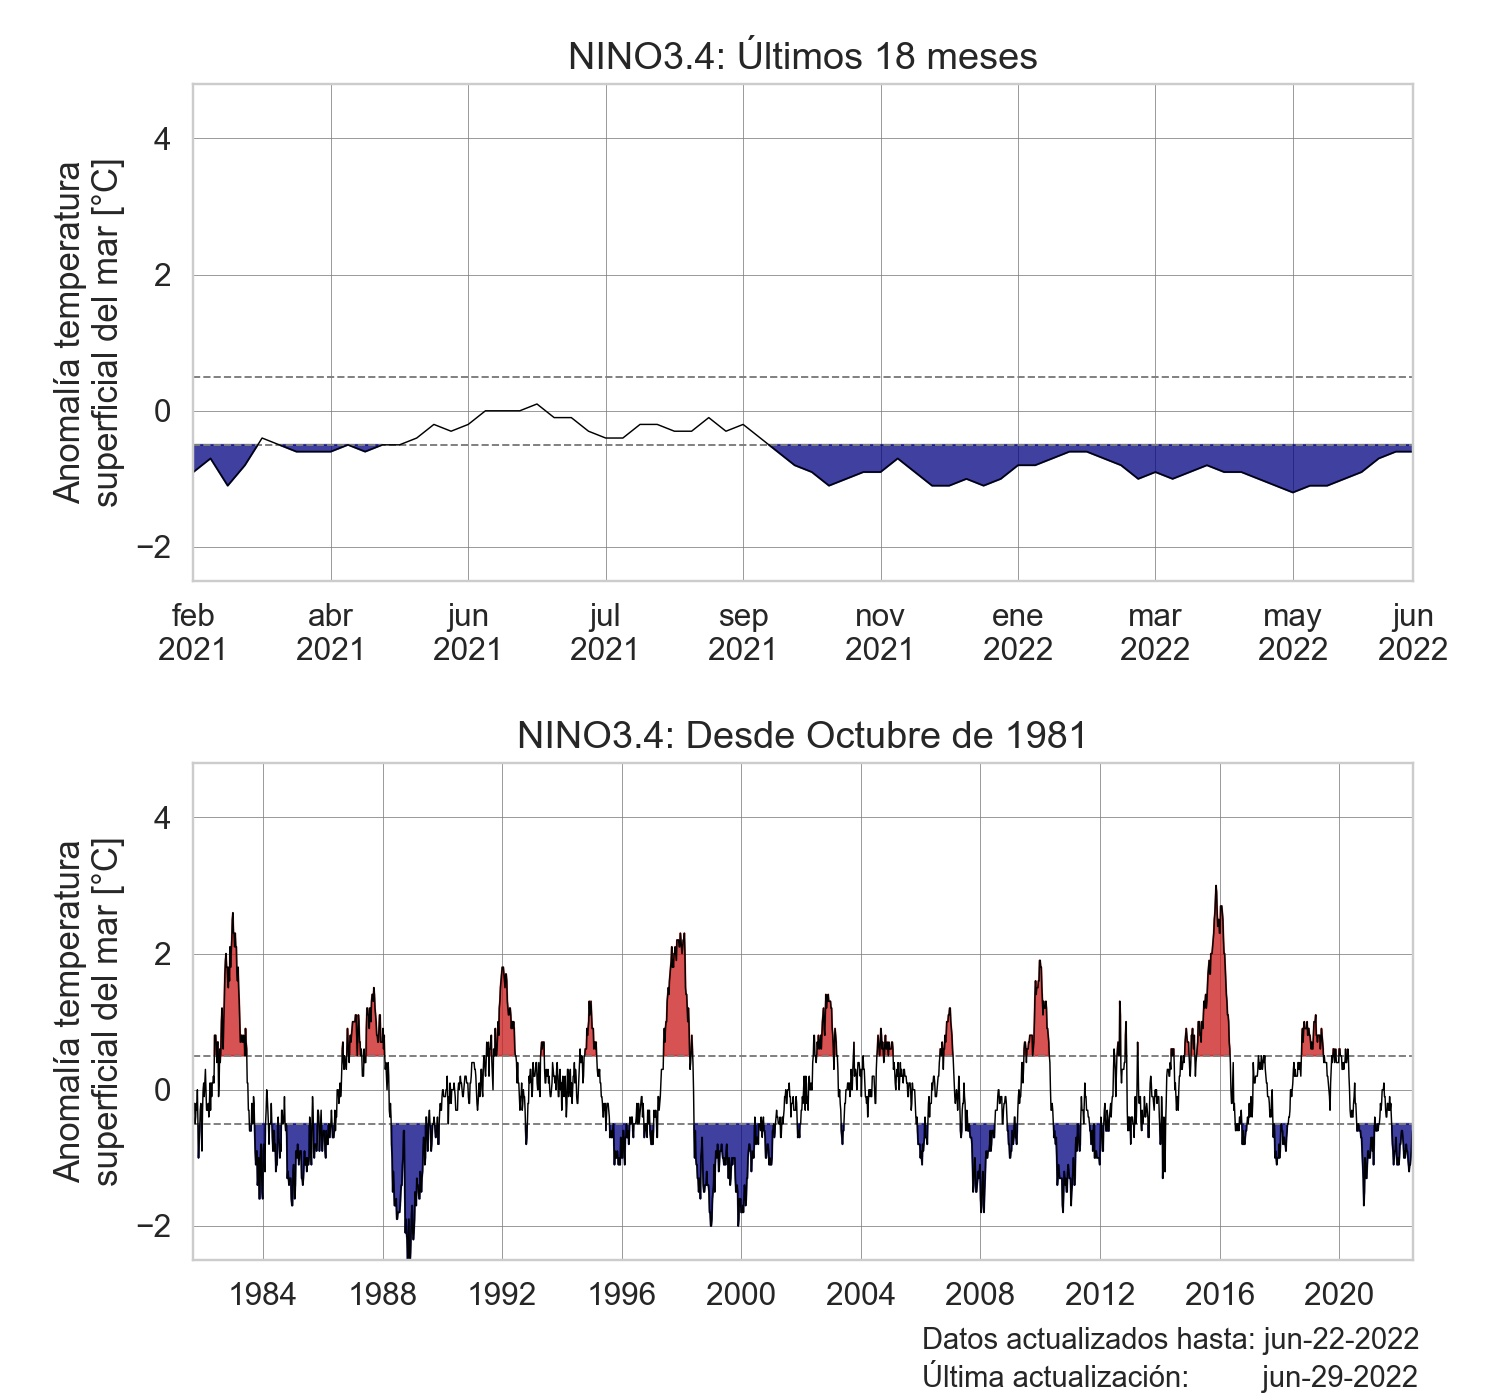 NINO3.4: Últimos 18 meses
Anomalía temperatura
superficial del mar [°C]
4
2
0
−2
feb abr jun jul sep nov ene mar may jun
2021 2021 2021 2021 2021 2021 2022 2022 2022 2022
NINO3.4: Desde Octubre de 1981
Anomalía temperatura
superficial del mar [°C]
4
2
0
−2
1984 1988 1992 1996 2000 2004 2008 2012 2016 2020
Datos actualizados hasta: jun-22-2022
Última actualización: jun-29-2022